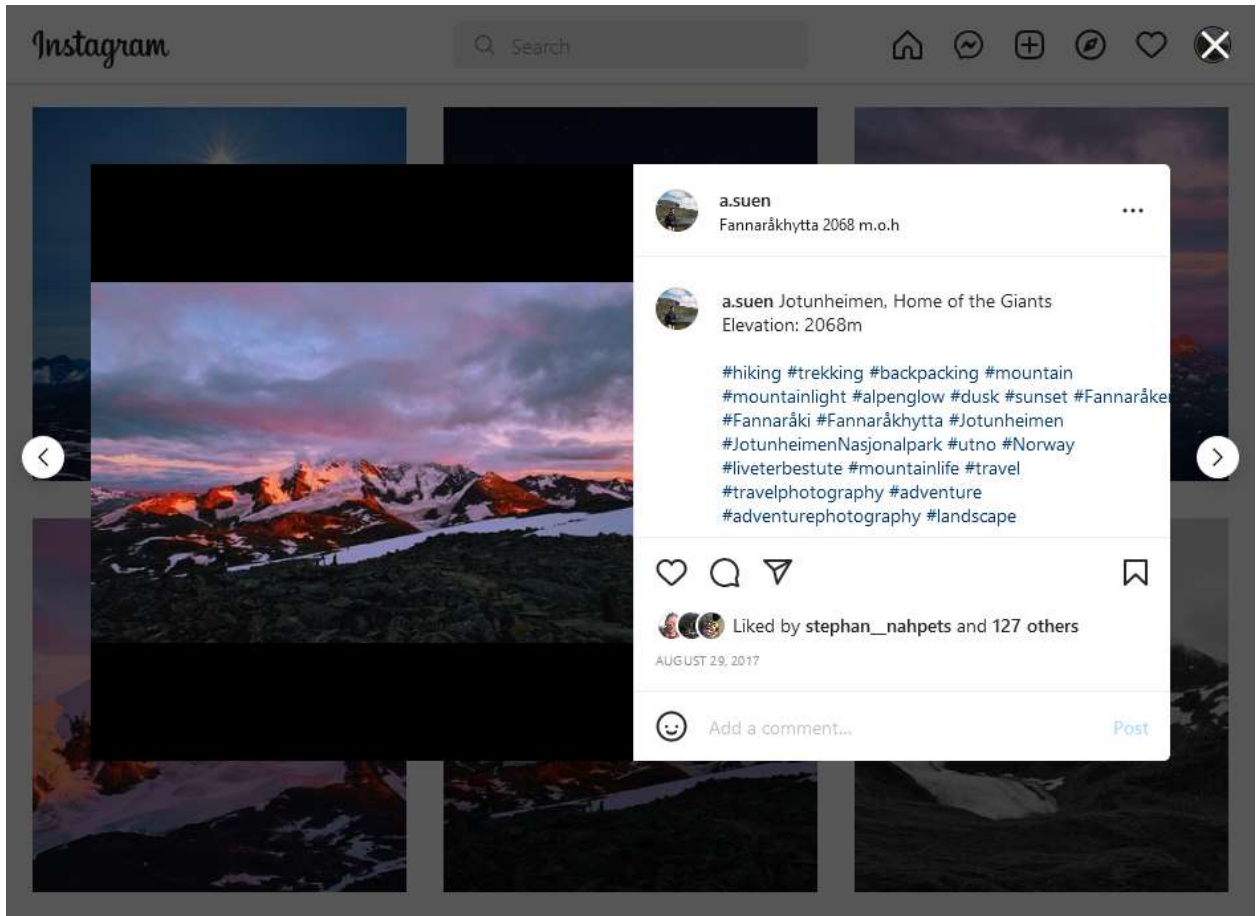 Instagram
Search
a.suen
Fannaråkhytta 2068 m.o.h
a.suen Jotunheimen, Home of the Giants
Elevation: 2068m
#hiking #trekking #backpacking #mountain
#mountainlight #alpenglow #dusk #sunset #Fannaråken
#Fannaråki #Fannaråkhytta #Jotunheimen
#JotunheimenNasjonalpark #utno #Norway
#liveterbestute #mountainlife #travel
#travelphotography #adventure
#adventurephotography #landscape
Liked by stephan__nahpets and 127 others
AUGUST 29, 2017
Add a comment...
Post